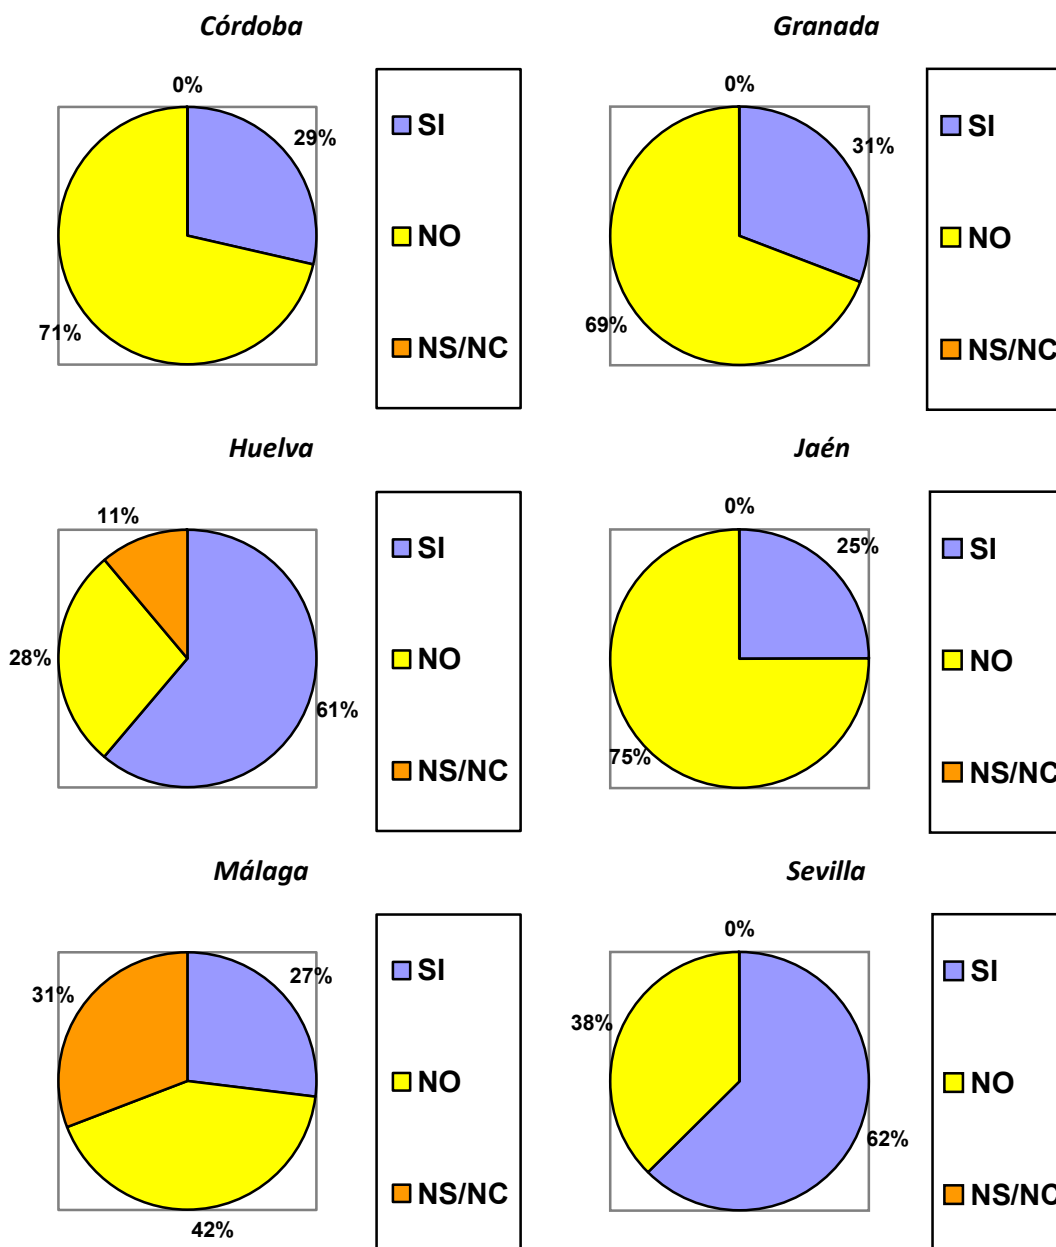 Córdoba
0%
29%
71%
SI
NO
NS/NC
Granada
0%
31%
69%
SI
NO
NS/NC
Huelva
11%
28%
61%
SI
NO
NS/NC
Jaén
0%
25%
75%
SI
NO
NS/NC
Málaga
31%
27%
42%
SI
NO
NS/NC
Sevilla
0%
38%
62%
SI
NO
NS/NC